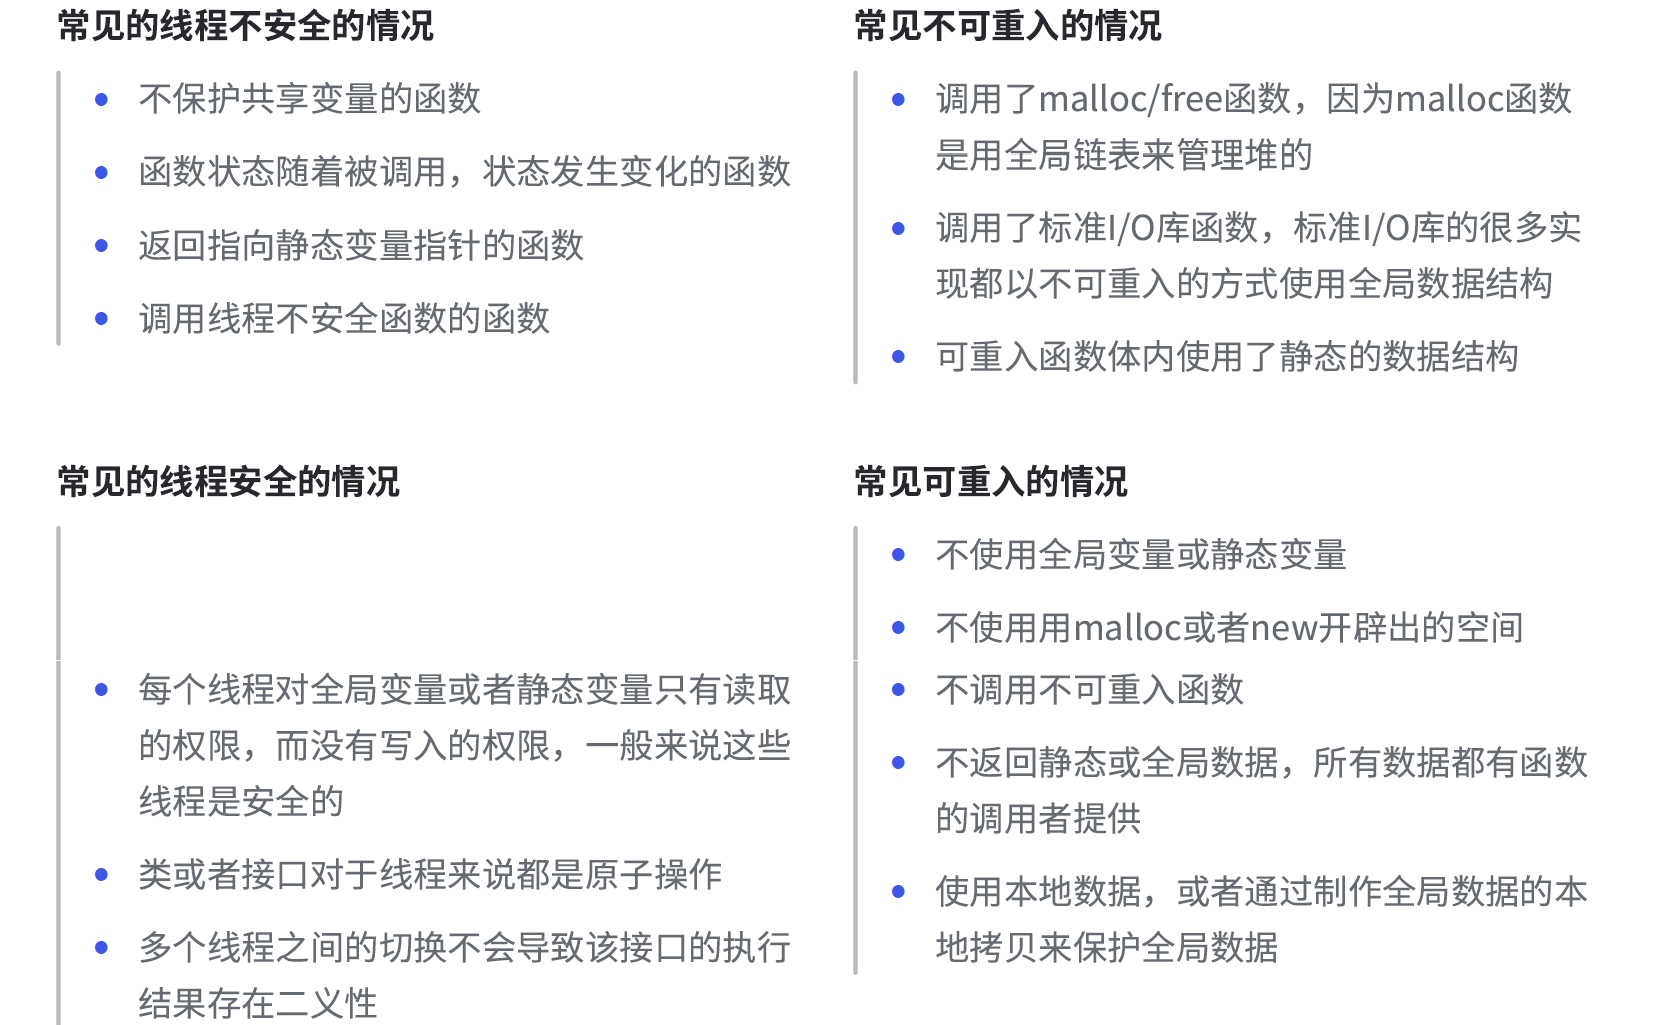 常见的线程不安全的情况
不保护共享变量的函数
函数状态随着被调用，状态发生变化的函数
返回指向静态变量指针的函数
调用线程不安全函数的函数
常见不可重入的情况
调用了malloc/free函数，因为malloc函数
是用全局链表来管理堆的
调用了标准I/O库函数，标准I/O库的很多实
现都以不可重入的方式使用全局数据结构
可重入函数体内使用了静态的数据结构
常见的线程安全的情况
每个线程对全局变量或者静态变量只有读取
的权限，而没有写入的权限，一般来说这些
线程是安全的
类或者接口对于线程来说都是原子操作
多个线程之间的切换不会导致该接口的执行
结果存在二义性
常见可重入的情况
不使用全局变量或静态变量
不使用用malloc或者new开辟出的空间
不调用不可重入函数
不返回静态或全局数据，所有数据都有函数
的调用者提供
使用本地数据，或者通过制作全局数据的本
地拷贝来保护全局数据